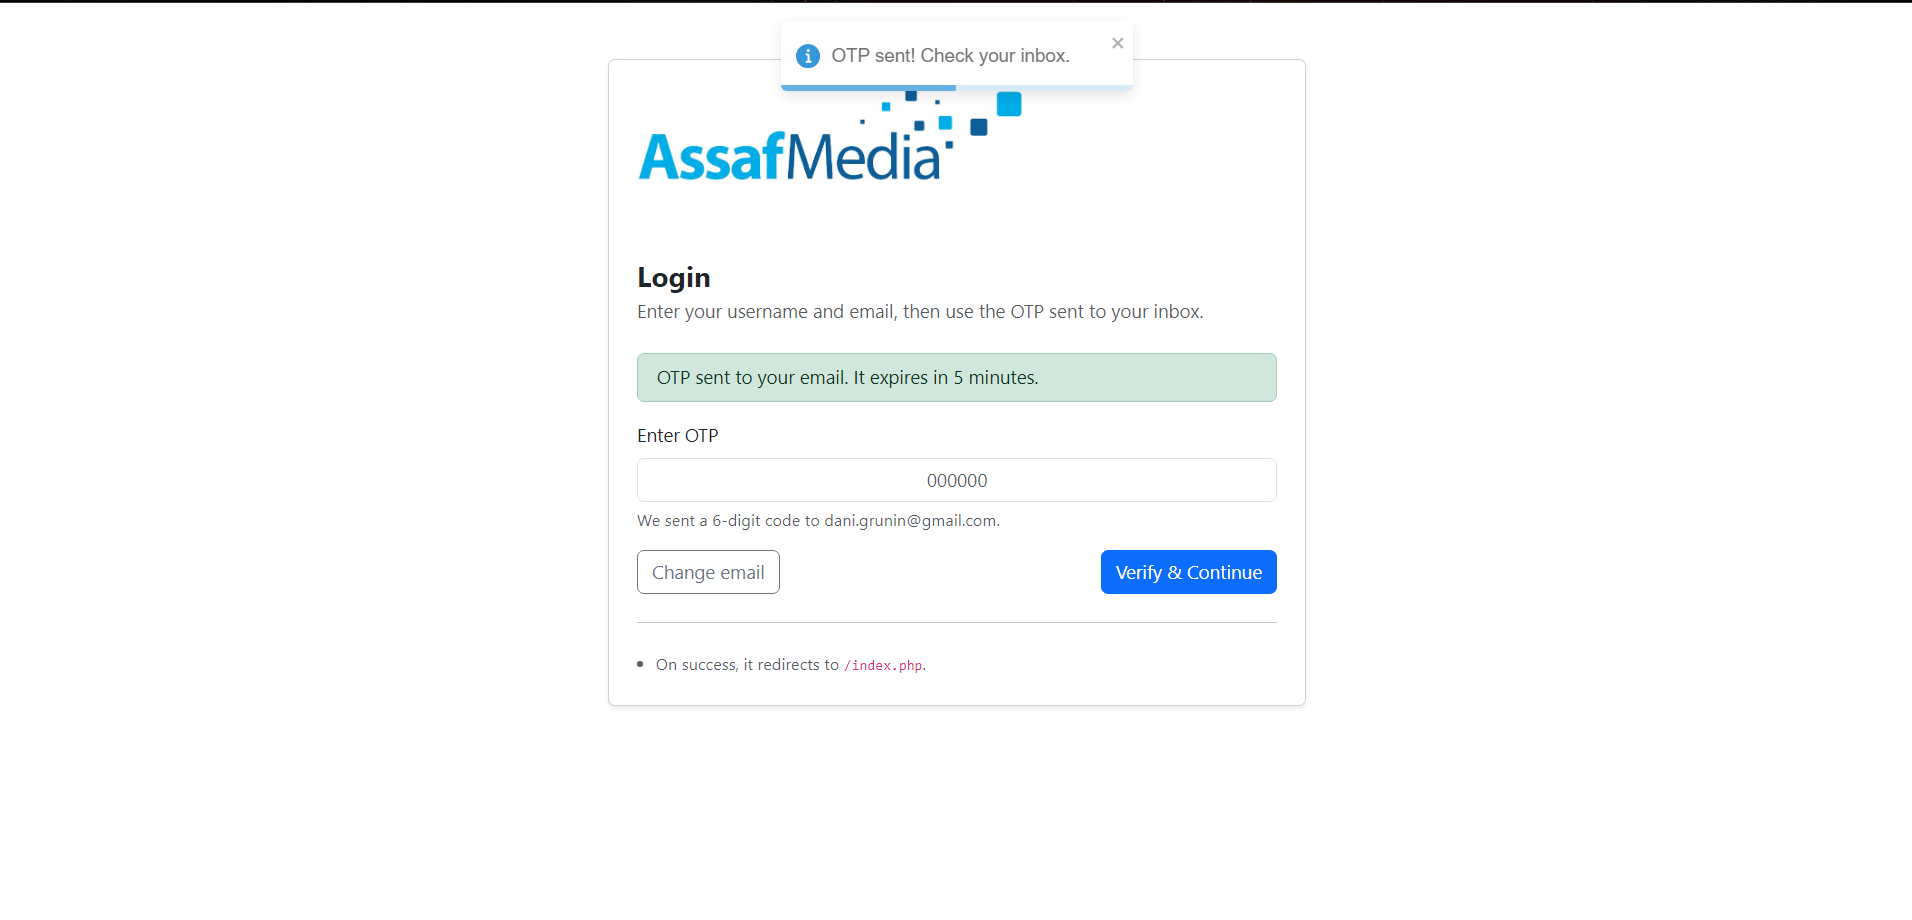 OTP sent! Check your inbox.
AssafMedia
Login
Enter your username and email, then use the OTP sent to your inbox.
OTP sent to your email. It expires in 5 minutes.
Enter OTP
000000
We sent a 6-digit code to dani.grunin@gmail.com.
Change email
Verify & Continue
On success, it redirects to /index.php.